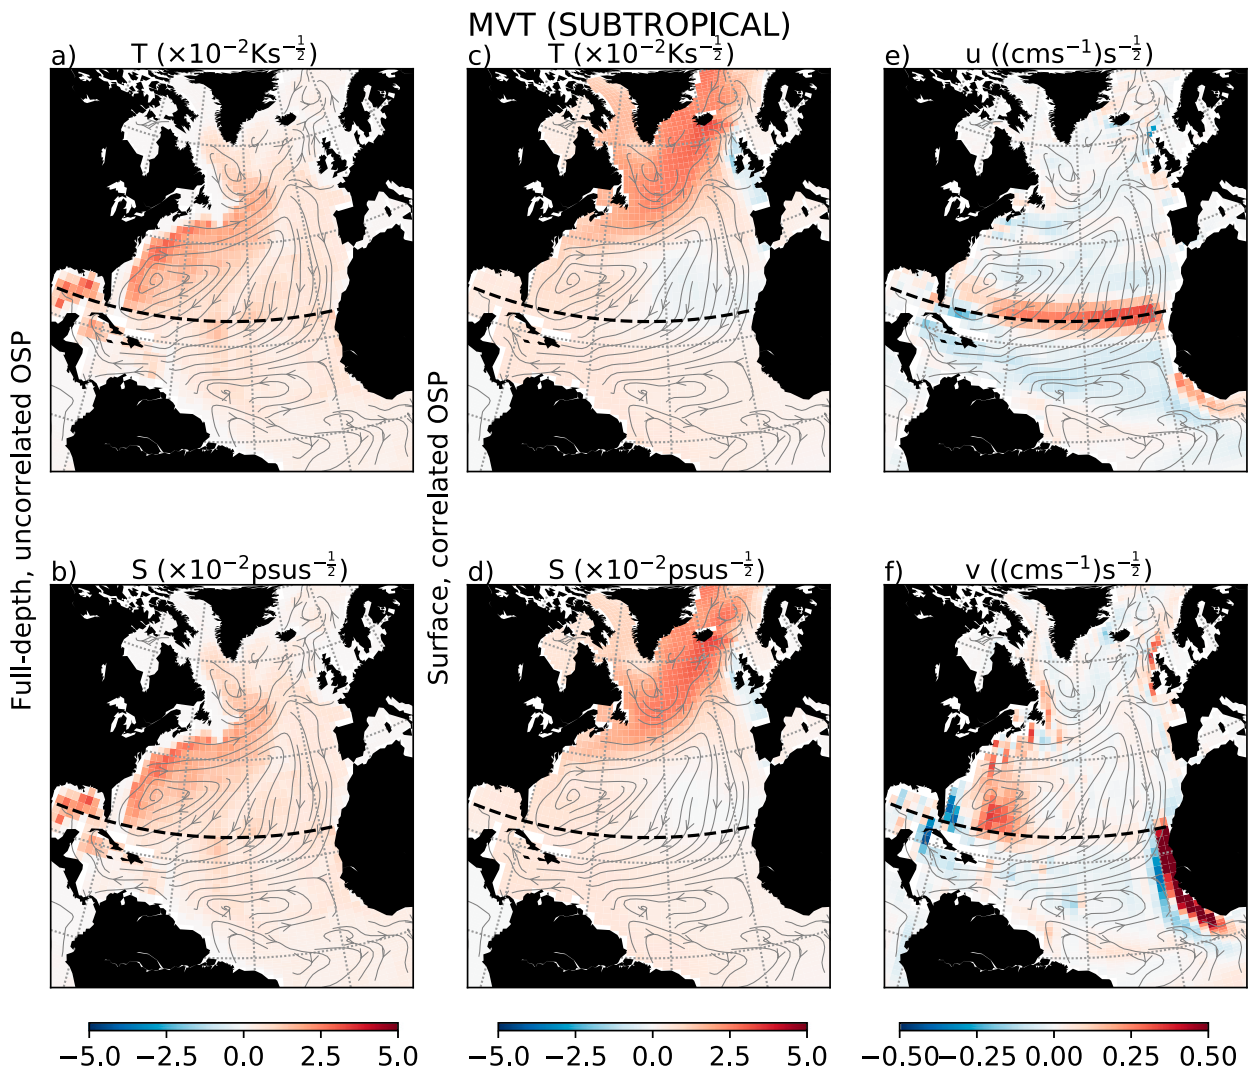 MVT (SUBTROPICAL)
a) T (×10⁻²Ks^{-1/2})
c) T (×10⁻²Ks^{-1/2})
e) u ((cms⁻¹)s^{-1/2})
Full-depth, uncorrelated OSP
Surface, correlated OSP
b) S (×10⁻²psus^{-1/2})
d) S (×10⁻²psus^{-1/2})
f) v ((cms⁻¹)s^{-1/2})
−5.0 −2.5 0.0 2.5 5.0
−5.0 −2.5 0.0 2.5 5.0
−0.50 −0.25 0.00 0.25 0.50